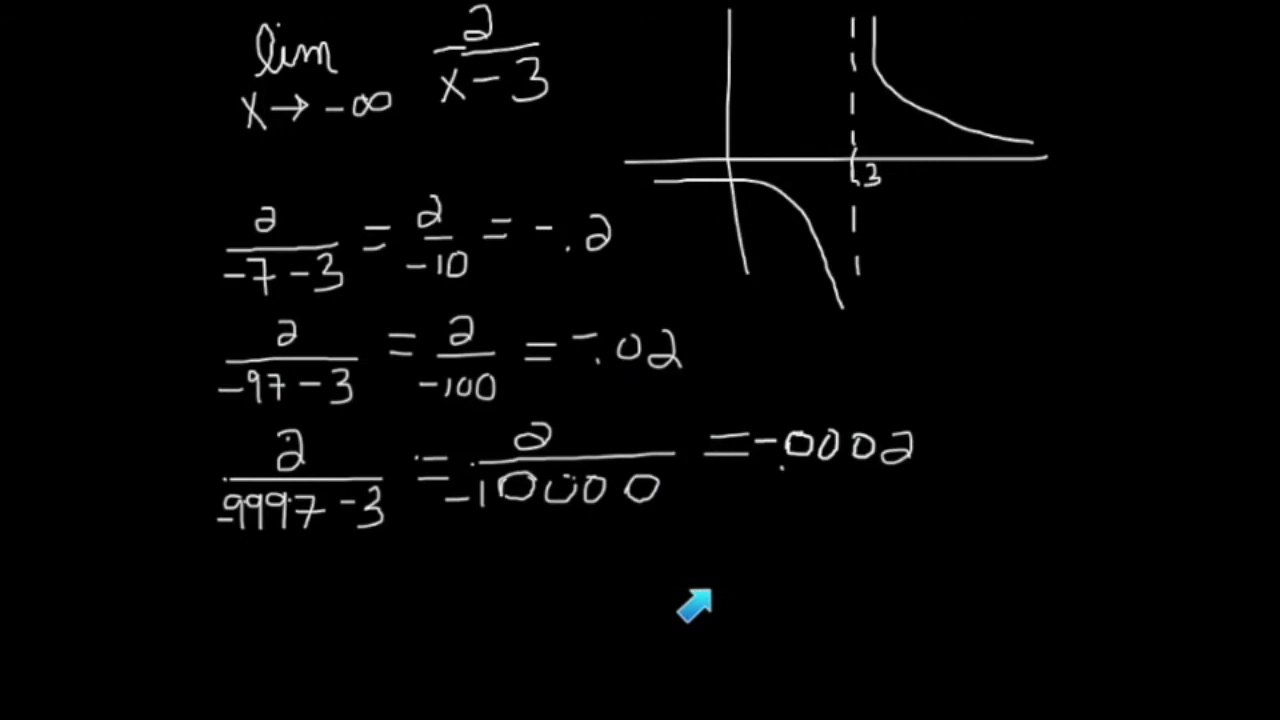 lim x→-∞ 2/(x-3)
3
2/(-7-3) = 2/-10 = -.2
2/(-97-3) = 2/-100 = -.02
2/(-9997-3) = 2/-10000 = -.0002